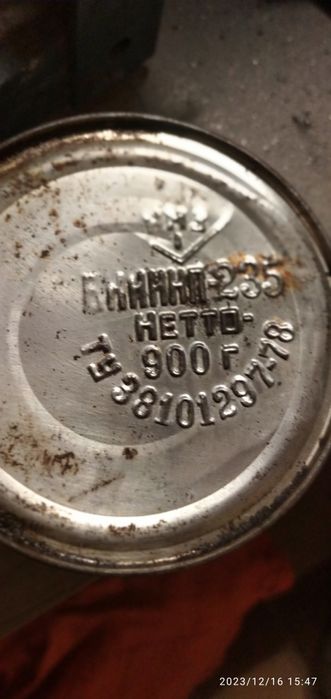 ВНИИНП-235
НЕТТО-
900 Г
ТУ 38101297-78
2023/12/16 15:47